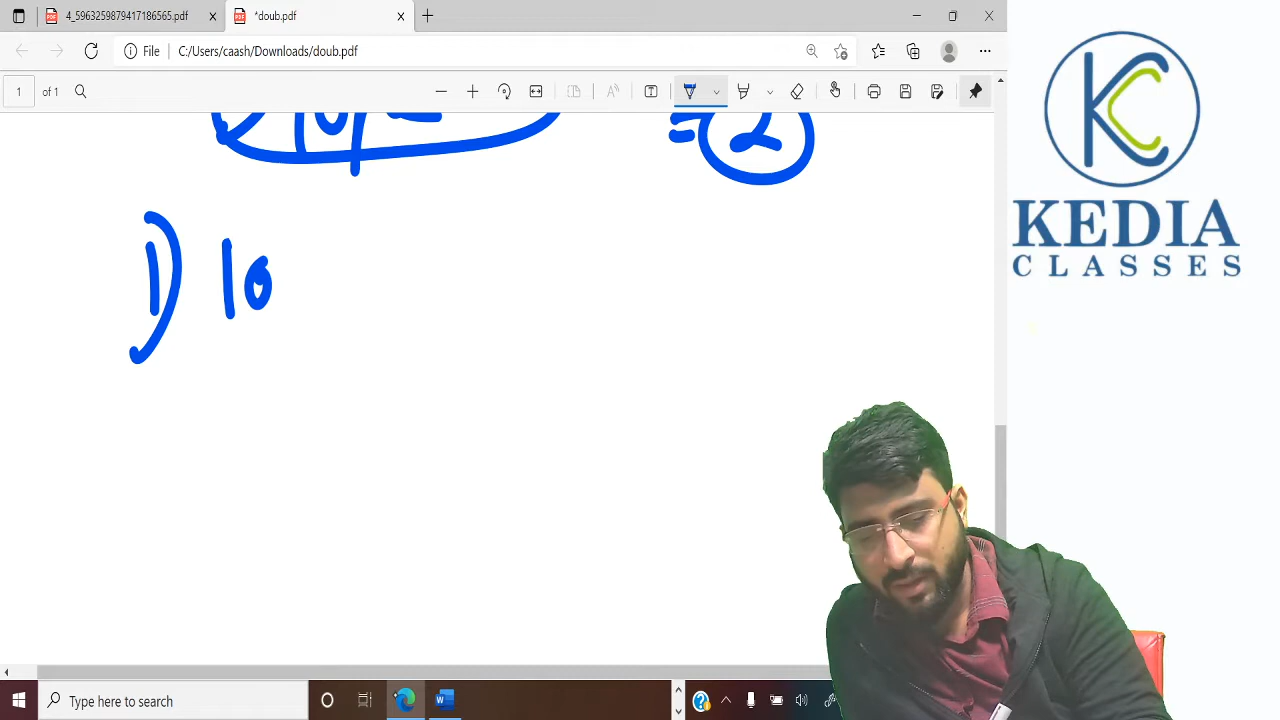 4_5963259879417186565.pdf
*doub.pdf
File C:/Users/caash/Downloads/doub.pdf
1 of 1
= 2
1) 10
KEDIA
CLASSES
Type here to search